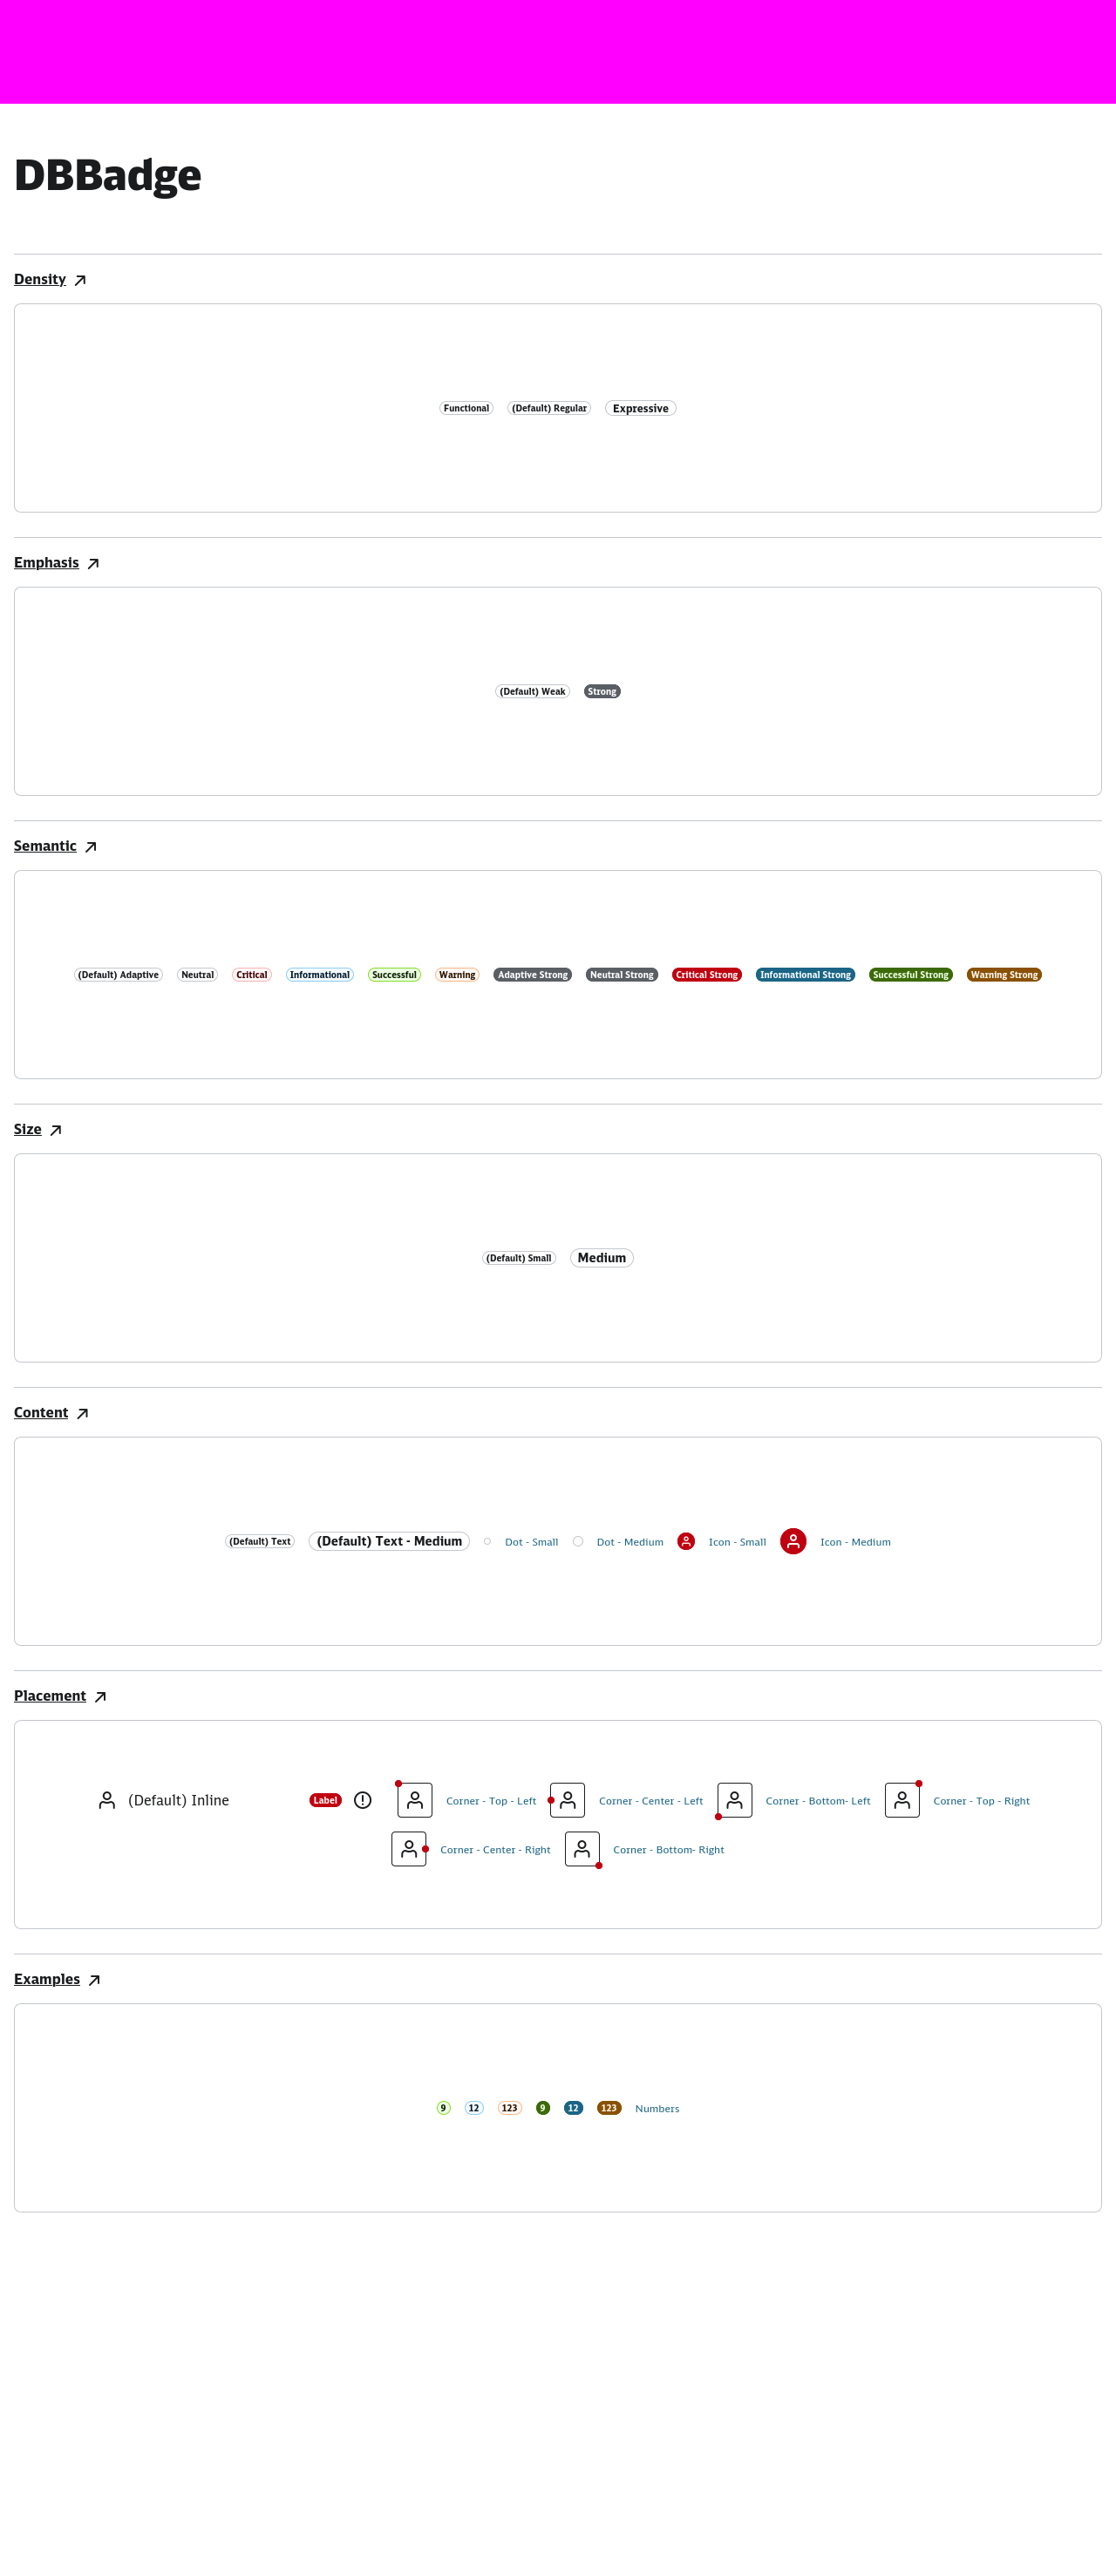 DBBadge
Density
Functional (Default) Regular Expressive
Emphasis
(Default) Weak Strong
Semantic
(Default) Adaptive Neutral Critical Informational Successful Warning Adaptive Strong Neutral Strong Critical Strong Informational Strong Successful Strong Warning Strong
Size
(Default) Small Medium
Content
(Default) Text (Default) Text - Medium Dot - Small Dot - Medium Icon - Small Icon - Medium
Placement
(Default) Inline Label Corner - Top - Left Corner - Center - Left Corner - Bottom- Left Corner - Top - Right
Corner - Center - Right Corner - Bottom- Right
Examples
9 12 123 9 12 123 Numbers